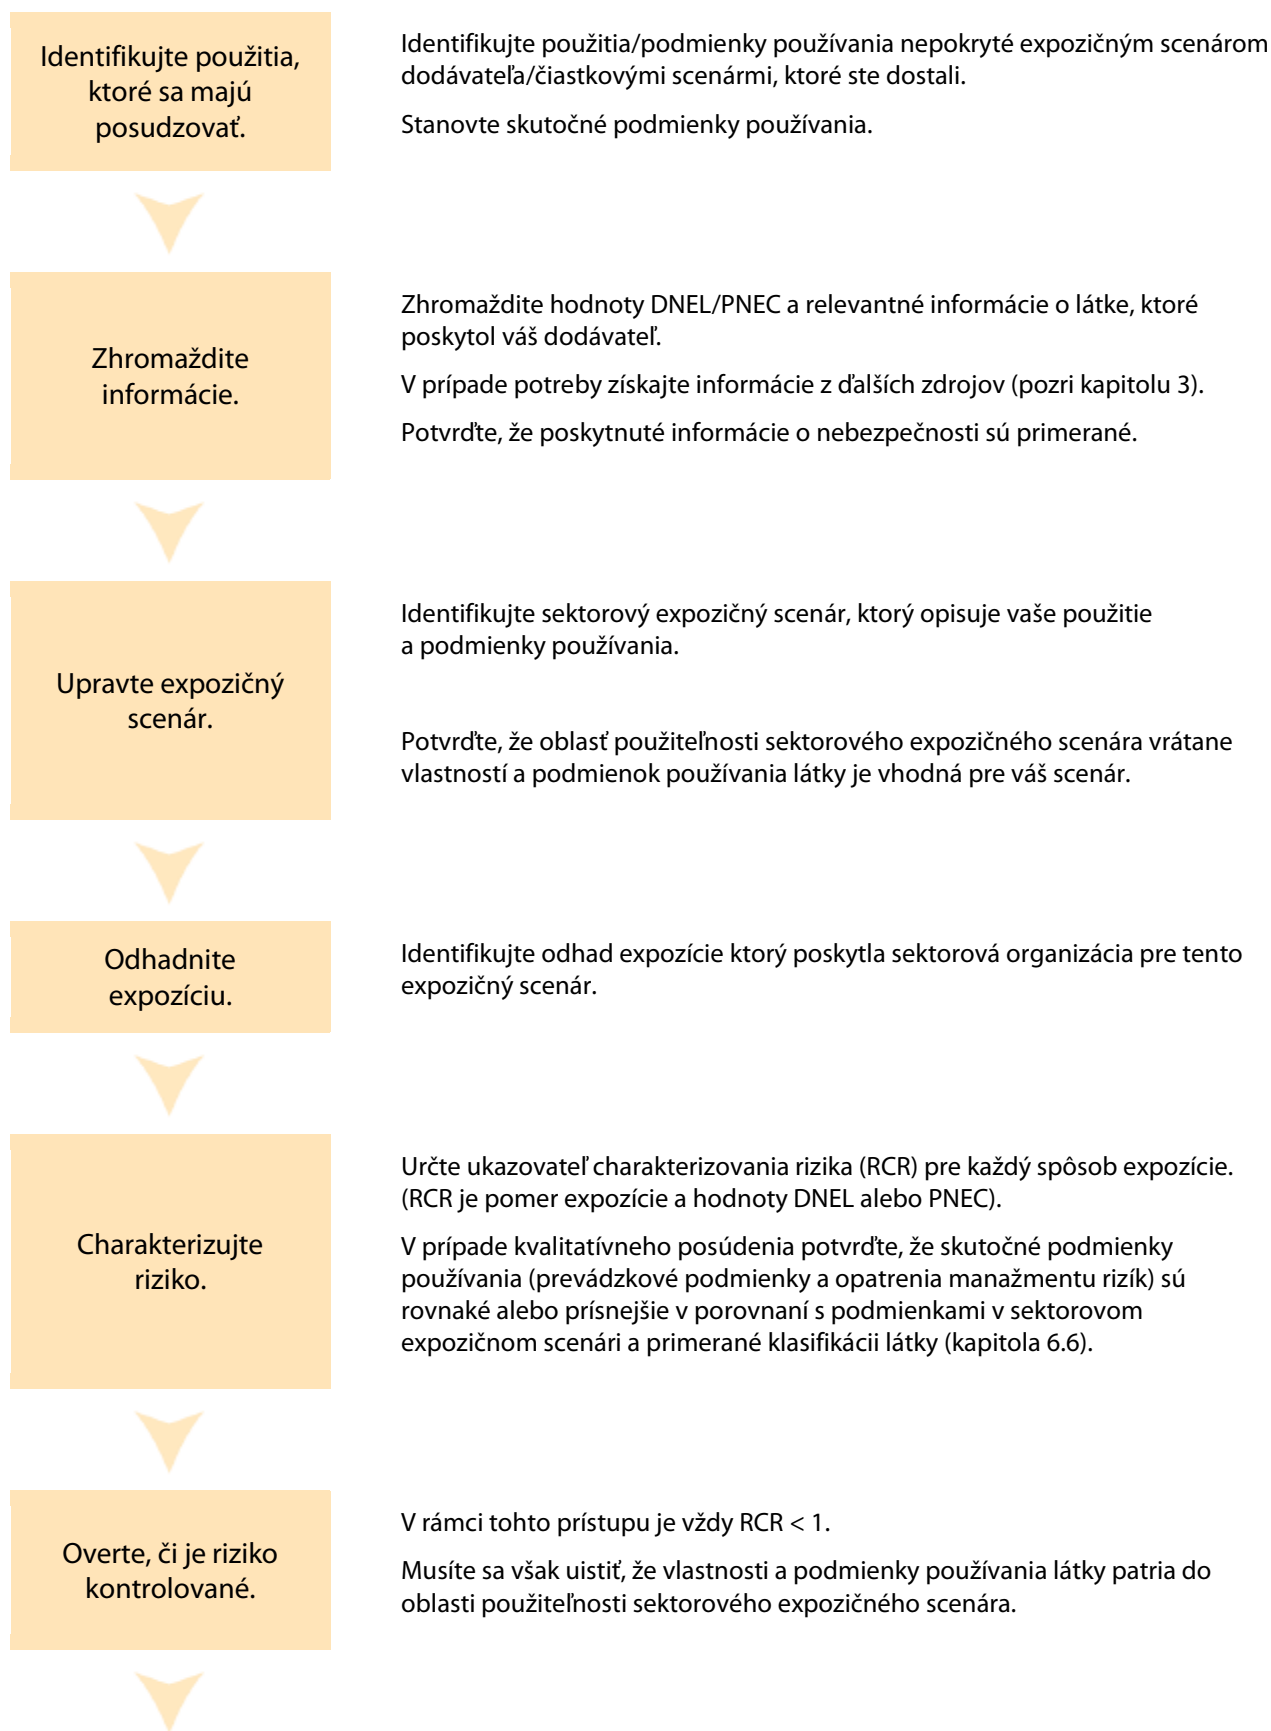 Identifikujte použitia,
ktoré sa majú
posudzovať.
Identifikujte použitia/podmienky používania nepokryté expozičným scenárom
dodávateľa/čiastkovými scenármi, ktoré ste dostali.
Stanovte skutočné podmienky používania.
Zhromaždite
informácie.
Zhromaždite hodnoty DNEL/PNEC a relevantné informácie o látke, ktoré
poskytol váš dodávateľ.
V prípade potreby získajte informácie z ďalších zdrojov (pozri kapitolu 3).
Potvrďte, že poskytnuté informácie o nebezpečnosti sú primerané.
Upravte expozičný
scenár.
Identifikujte sektorový expozičný scenár, ktorý opisuje vaše použitie
a podmienky používania.
Potvrďte, že oblasť použiteľnosti sektorového expozičného scenára vrátane
vlastností a podmienok používania látky je vhodná pre váš scenár.
Odhadnite
expozíciu.
Identifikujte odhad expozície ktorý poskytla sektorová organizácia pre tento
expozičný scenár.
Charakterizujte
riziko.
Určte ukazovateľ charakterizovania rizika (RCR) pre každý spôsob expozície.
(RCR je pomer expozície a hodnoty DNEL alebo PNEC).
V prípade kvalitatívneho posúdenia potvrďte, že skutočné podmienky
používania (prevádzkové podmienky a opatrenia manažmentu rizík) sú
rovnaké alebo prísnejšie v porovnaní s podmienkami v sektorovom
expozičnom scenári a primerané klasifikácii látky (kapitola 6.6).
Overte, či je riziko
kontrolované.
V rámci tohto prístupu je vždy RCR < 1.
Musíte sa však uistiť, že vlastnosti a podmienky používania látky patria do
oblasti použiteľnosti sektorového expozičného scenára.